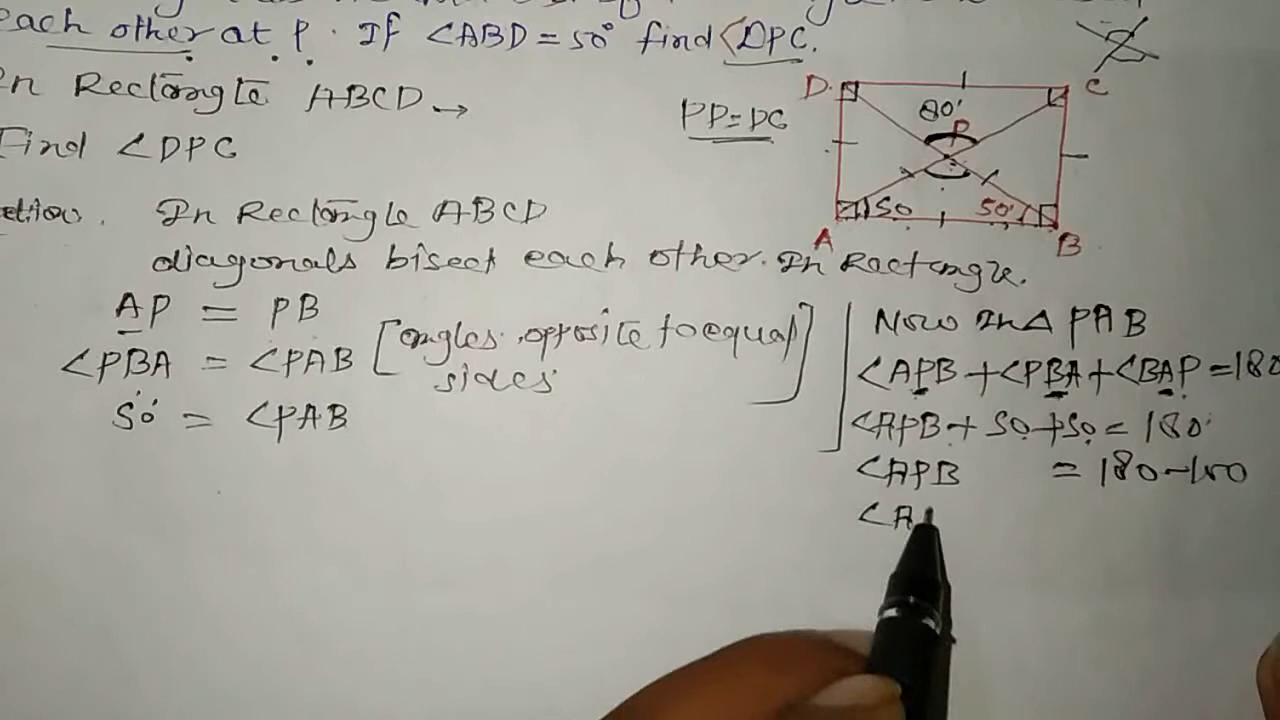 each other at P. If <ABD = 50° find <DPC.
In Rectangle ABCD →
Find <DPC
In Rectangle ABCD
diagonals bisect each other. In Rectangle.
AP = PB
<PBA = <PAB [angles opposite to equal sides]
50° = <PAB
PD=PC
D
C
80°
P
50
50°
A
B
Now In Δ PAB
<APB +<PBA+<BAP =180
<APB + 50 +50 = 180°
<APB = 180-100
<A